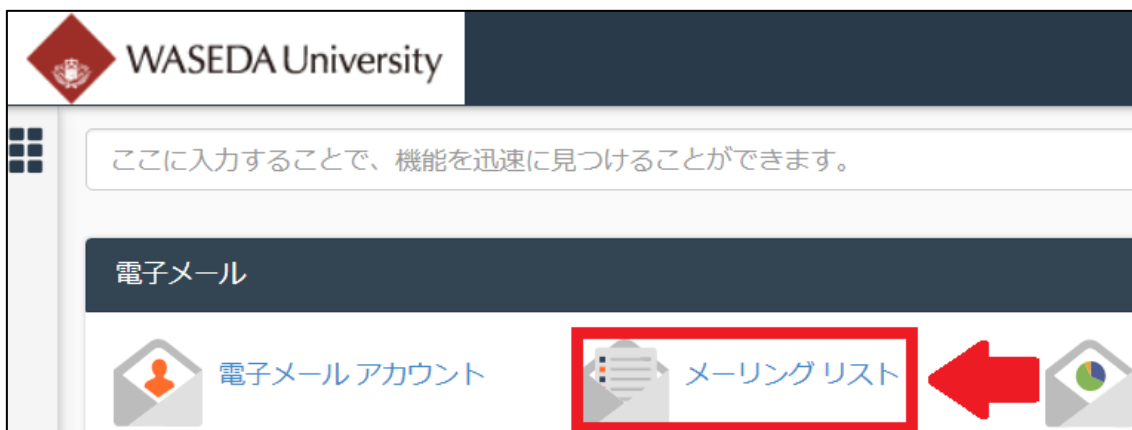 WASEDA University
ここに入力することで、機能を迅速に見つけることができます。
電子メール
電子メール アカウント
メーリング リスト